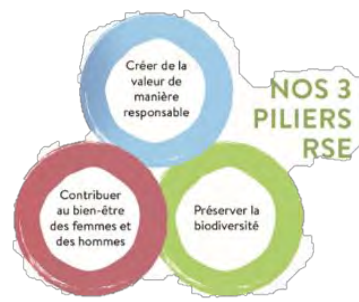 Créer de la
valeur de
manière
responsable
NOS 3
PILIERS
RSE
Contribuer
au bien-être
des femmes et
des hommes
Préserver la
biodiversité